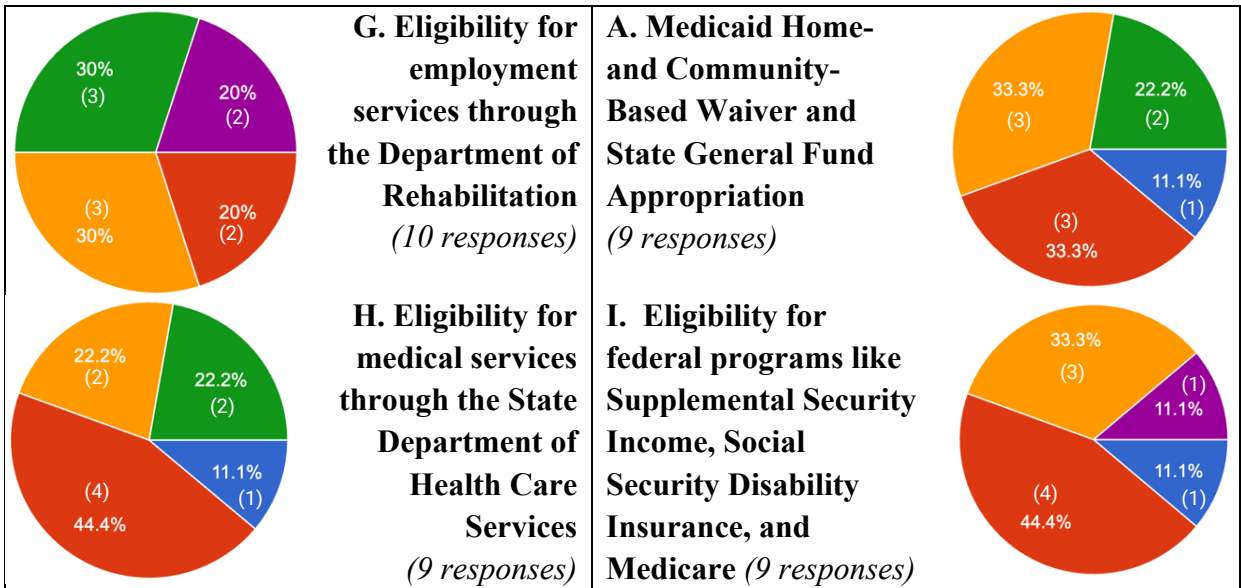 30%
(3)
20%
(2)
(3)
30%
20%
(2)
G. Eligibility for
employment
services through
the Department of
Rehabilitation
(10 responses)
A. Medicaid Home-
and Community-
Based Waiver and
State General Fund
Appropriation
(9 responses)
33.3%
(3)
22.2%
(2)
11.1%
(1)
(3)
33.3%
22.2%
(2)
22.2%
(2)
11.1%
(1)
(4)
44.4%
H. Eligibility for
medical services
through the State
Department of
Health Care
Services
(9 responses)
I. Eligibility for
federal programs like
Supplemental Security
Income, Social
Security Disability
Insurance, and
Medicare (9 responses)
33.3%
(3)
(1)
11.1%
11.1%
(1)
(4)
44.4%